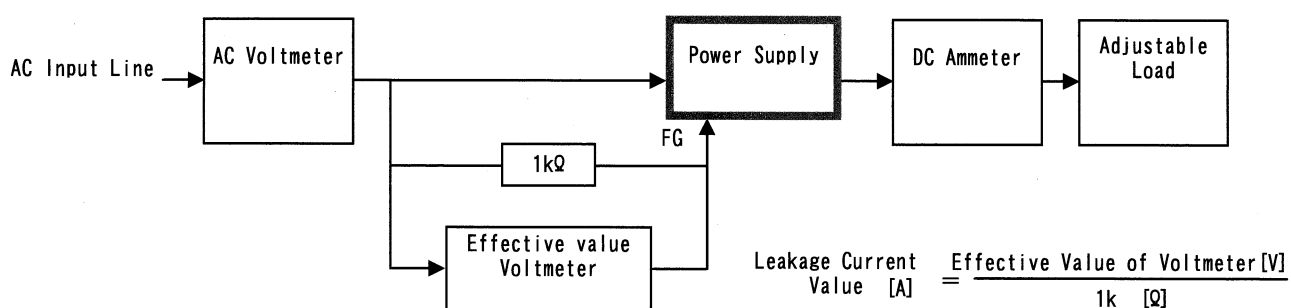 AC Input Line
AC Voltmeter
Power Supply
DC Ammeter
Adjustable
Load
FG
1kΩ
Effective value
Voltmeter
Leakage Current
Value [A]
=
Effective Value of Voltmeter[V]
1k [Ω]